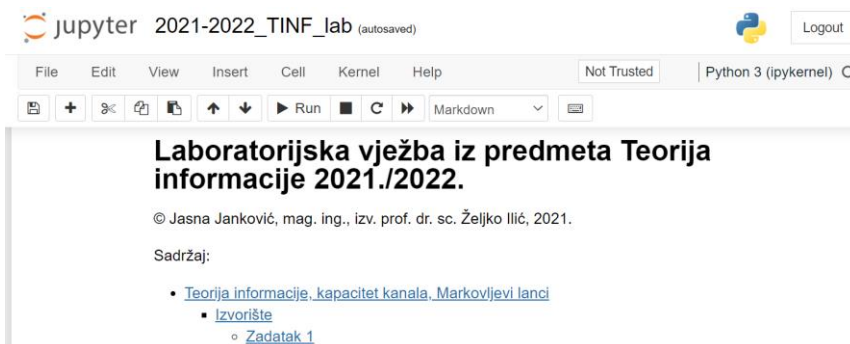 jupyter 2021-2022_TINF_lab (autosaved) Logout
File Edit View Insert Cell Kernel Help Not Trusted Python 3 (ipykernel)
Run Markdown
Laboratorijska vježba iz predmeta Teorija
informacije 2021./2022.
© Jasna Janković, mag. ing., izv. prof. dr. sc. Željko Ilić, 2021.
Sadržaj:
• Teorija informacije, kapacitet kanala, Markovljevi lanci
▪ Izvorište
◦ Zadatak 1